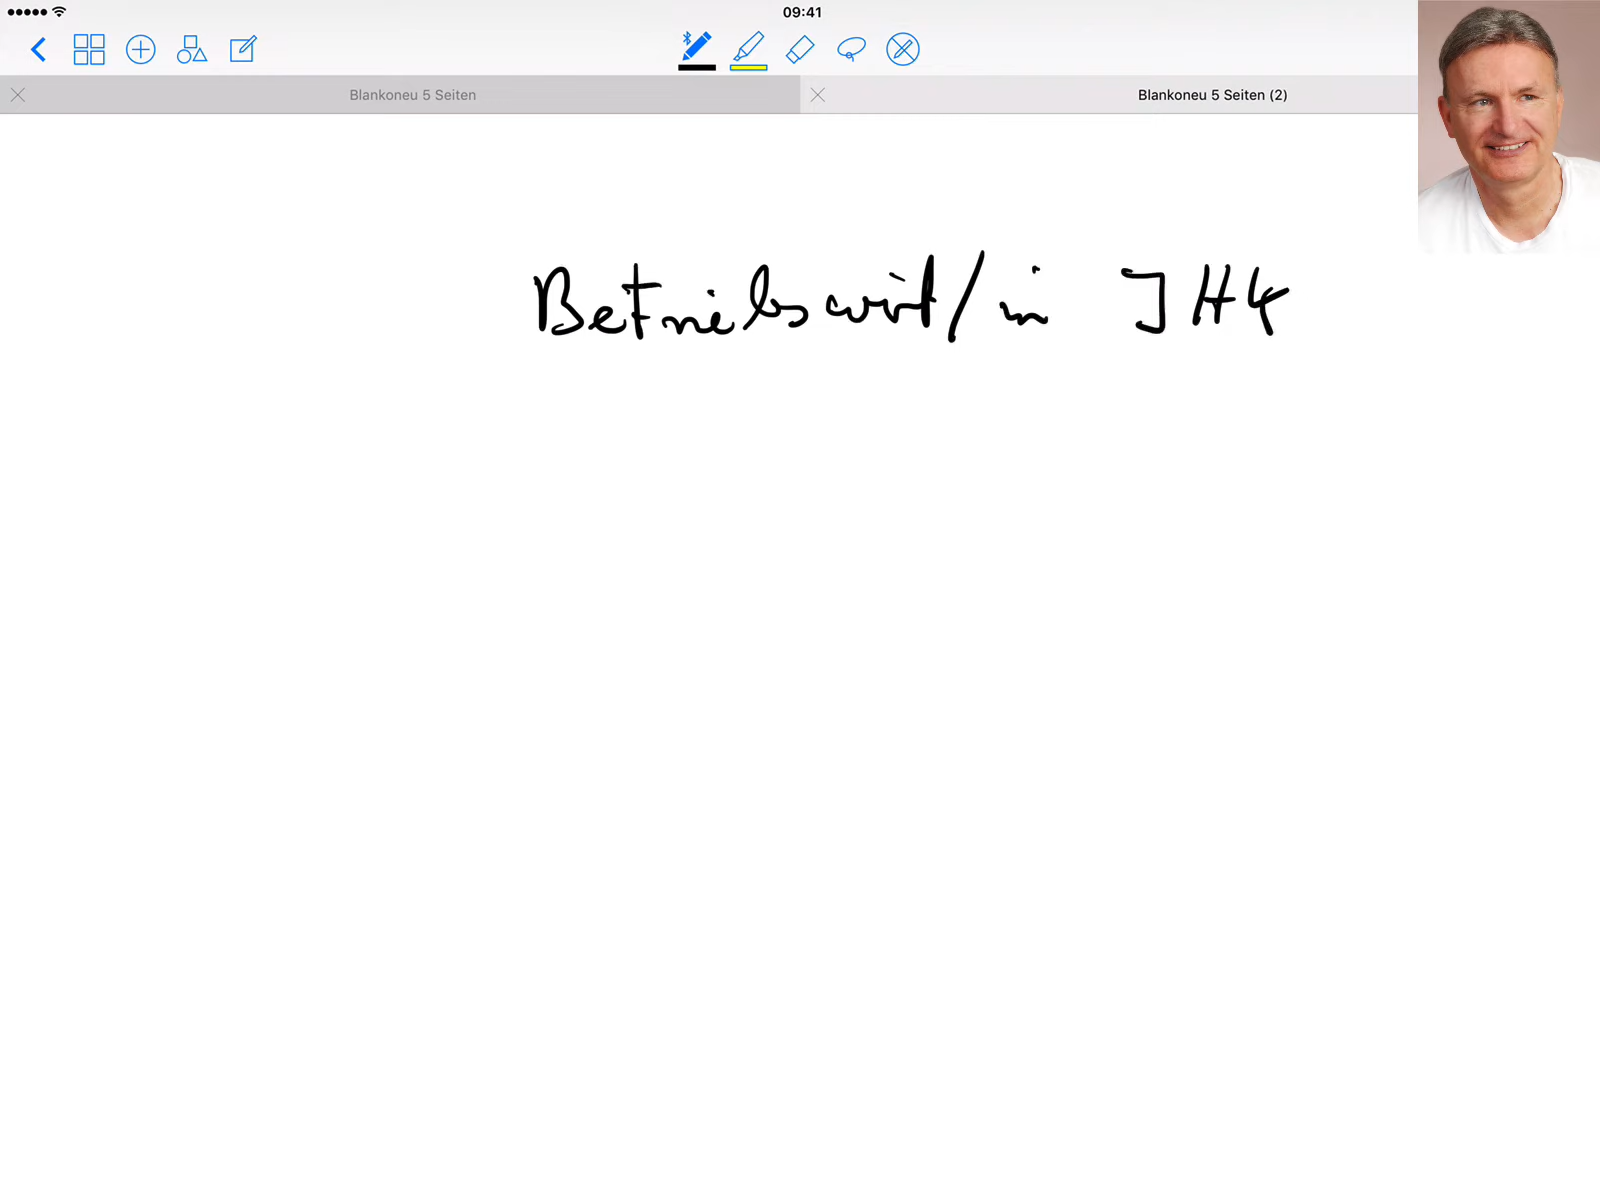 09:41
Blankoneu 5 Seiten
Blankoneu 5 Seiten (2)
Betriebswirt/in IHK